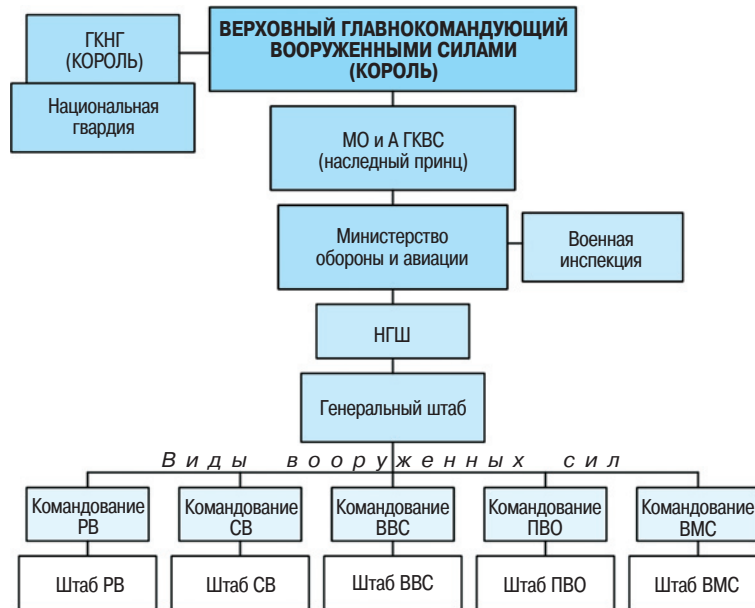 ГКНГ
(КОРОЛЬ)
Национальная
гвардия
ВЕРХОВНЫЙ ГЛАВНОКОМАНДУЮЩИЙ
ВООРУЖЕННЫМИ СИЛАМИ
(КОРОЛЬ)
МО и А ГКВС
(наследный принц)
Министерство
обороны и авиации
Военная
инспекция
НГШ
Генеральный штаб
Виды вооруженных сил
Командование
РВ
Командование
СВ
Командование
ВВС
Командование
ПВО
Командование
ВМС
Штаб РВ
Штаб СВ
Штаб ВВС
Штаб ПВО
Штаб ВМС